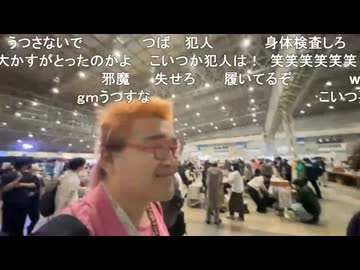 うつさないで つば 犯人 身体検査しろ
大かすがとったのかよ こいつか犯人は！ 笑笑笑笑笑笑
邪魔 失せろ 履いてるぞ w
gmうつすな こいつ